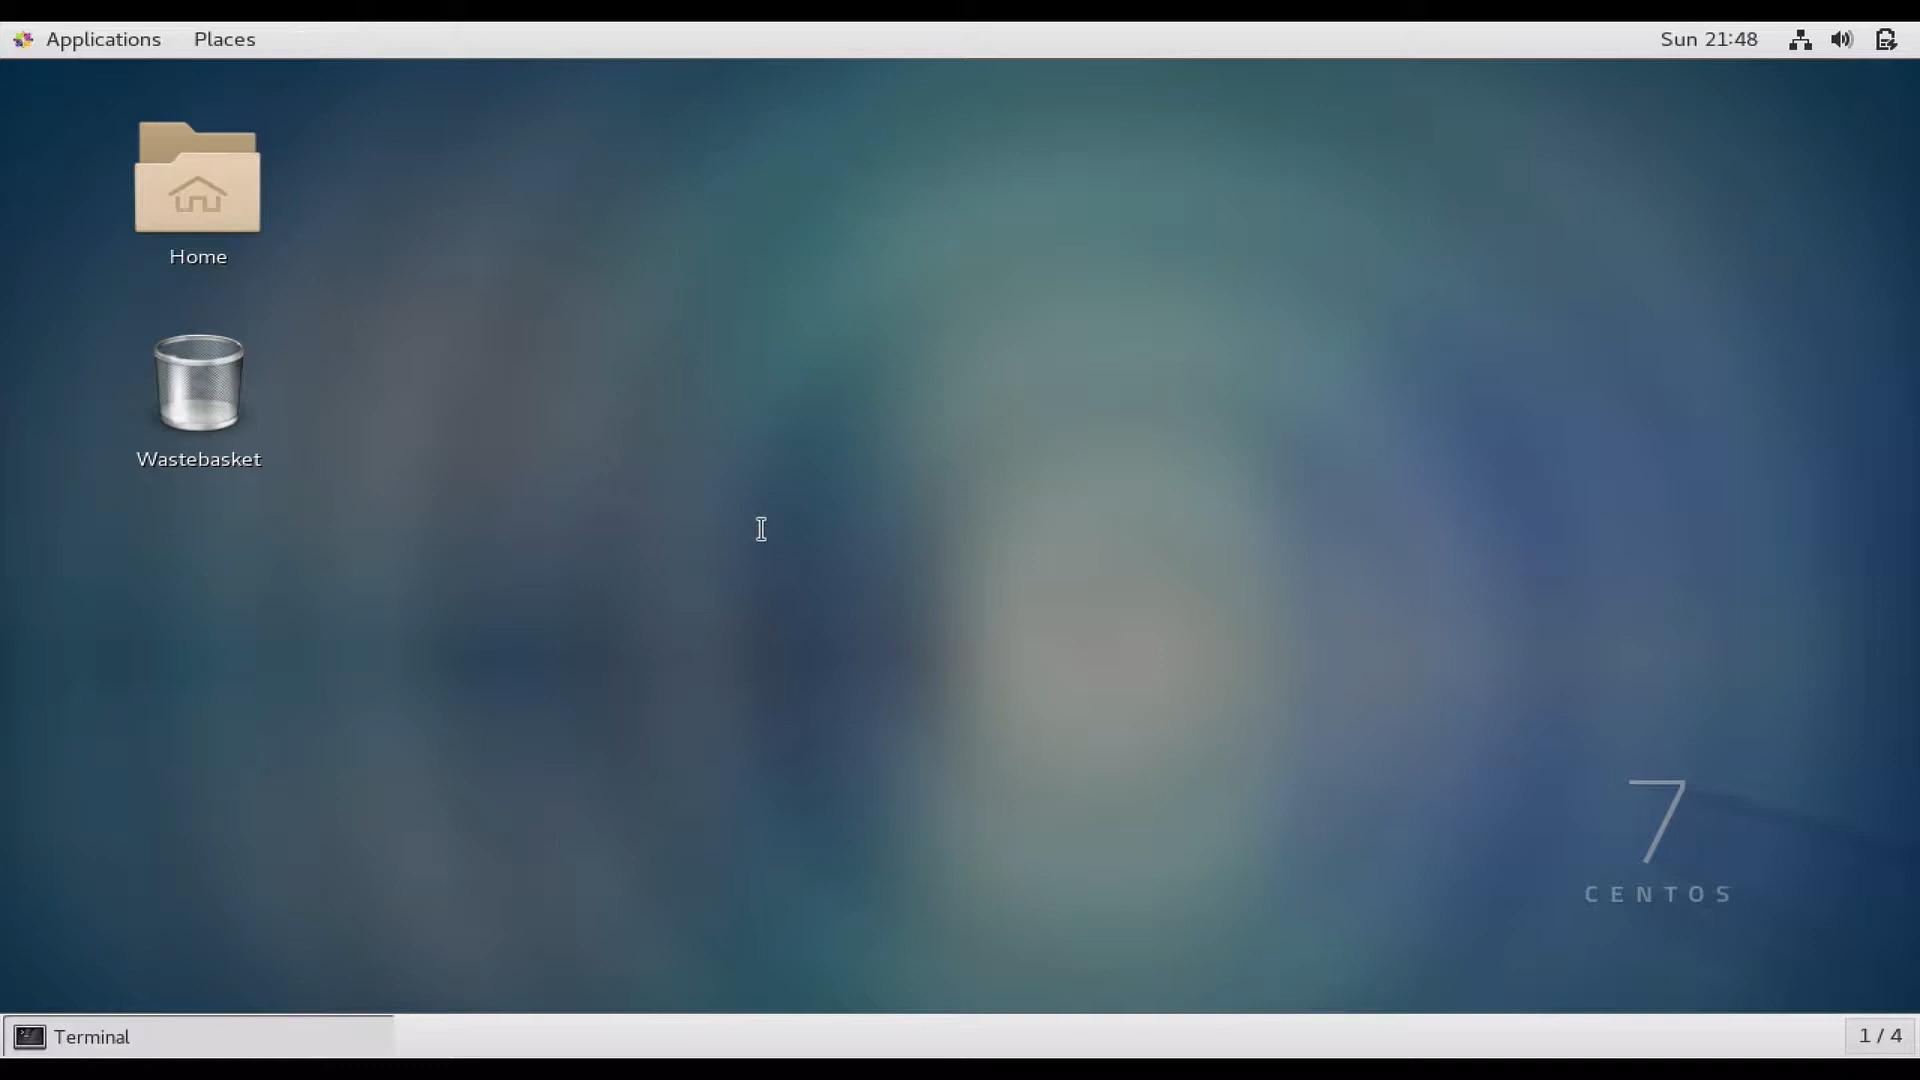 Applications Places Sun 21:48
Home
Wastebasket
7
CENTOS
Terminal 1 / 4